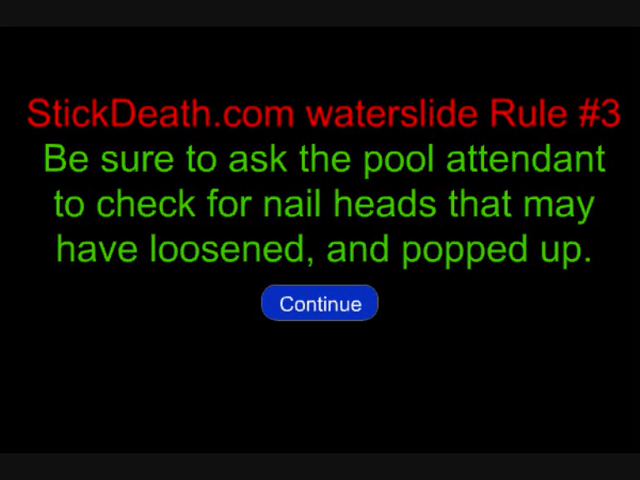 StickDeath.com waterslide Rule #3
Be sure to ask the pool attendant
to check for nail heads that may
have loosened, and popped up.
Continue